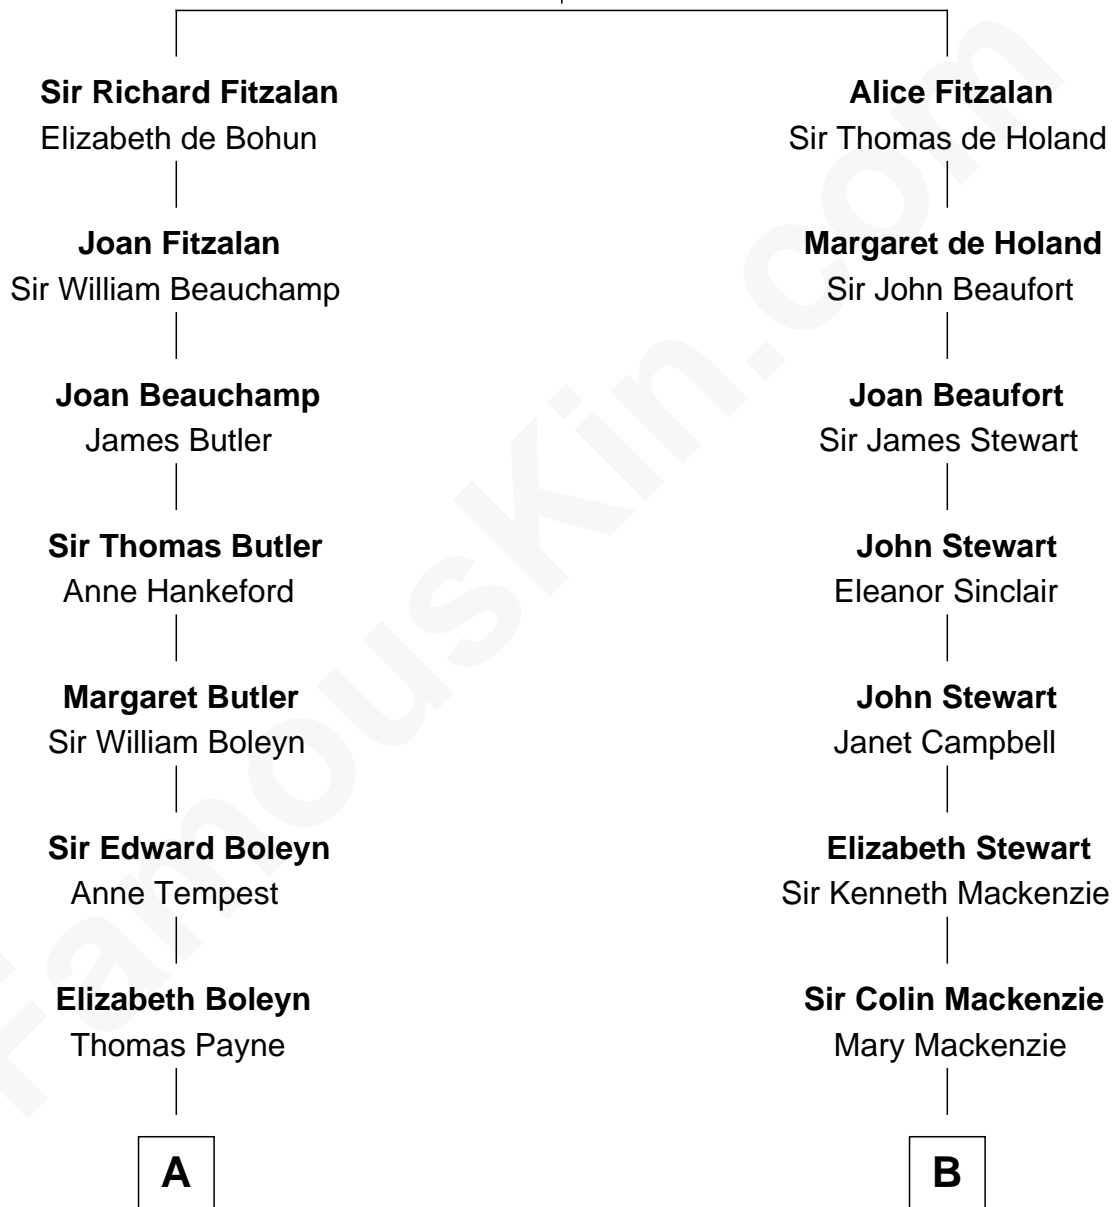 Sir Richard Fitzalan
Elizabeth de Bohun
Joan Fitzalan
Sir William Beauchamp
Joan Beauchamp
James Butler
Sir Thomas Butler
Anne Hankeford
Margaret Butler
Sir William Boleyn
Sir Edward Boleyn
Anne Tempest
Elizabeth Boleyn
Thomas Payne
A
Alice Fitzalan
Sir Thomas de Holand
Margaret de Holand
Sir John Beaufort
Joan Beaufort
Sir James Stewart
John Stewart
Eleanor Sinclair
John Stewart
Janet Campbell
Elizabeth Stewart
Sir Kenneth Mackenzie
Sir Colin Mackenzie
Mary Mackenzie
B
FamousKin.com